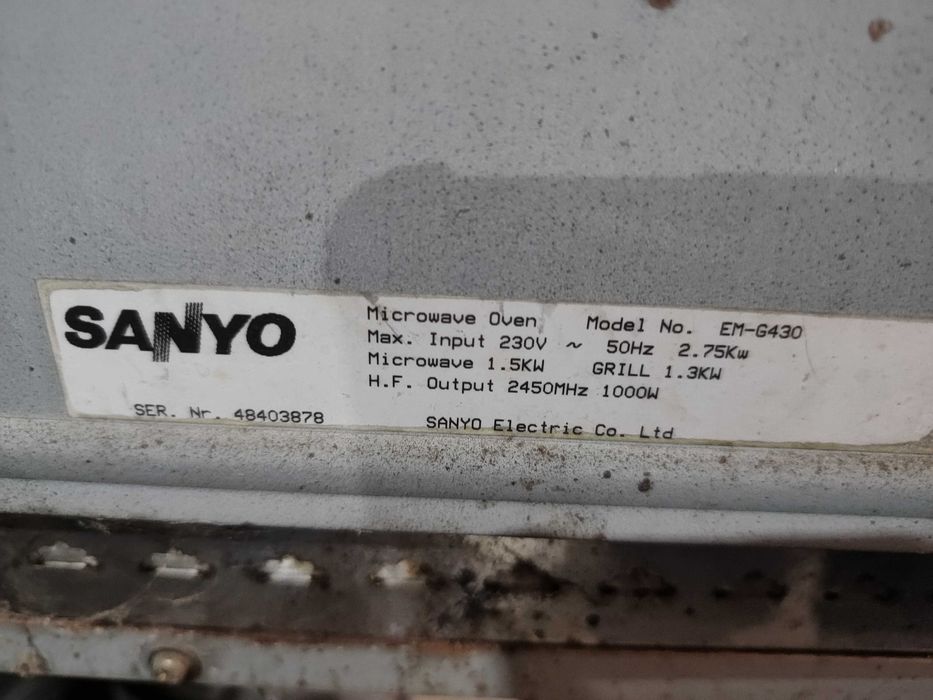 SANYO
Microwave Oven Model No. EM-G430
Max. Input 230V ~ 50Hz 2.75Kw
Microwave 1.5KW GRILL 1.3KW
H.F. Output 2450MHz 1000W
SER. Nr. 48403878 SANYO Electric Co. Ltd